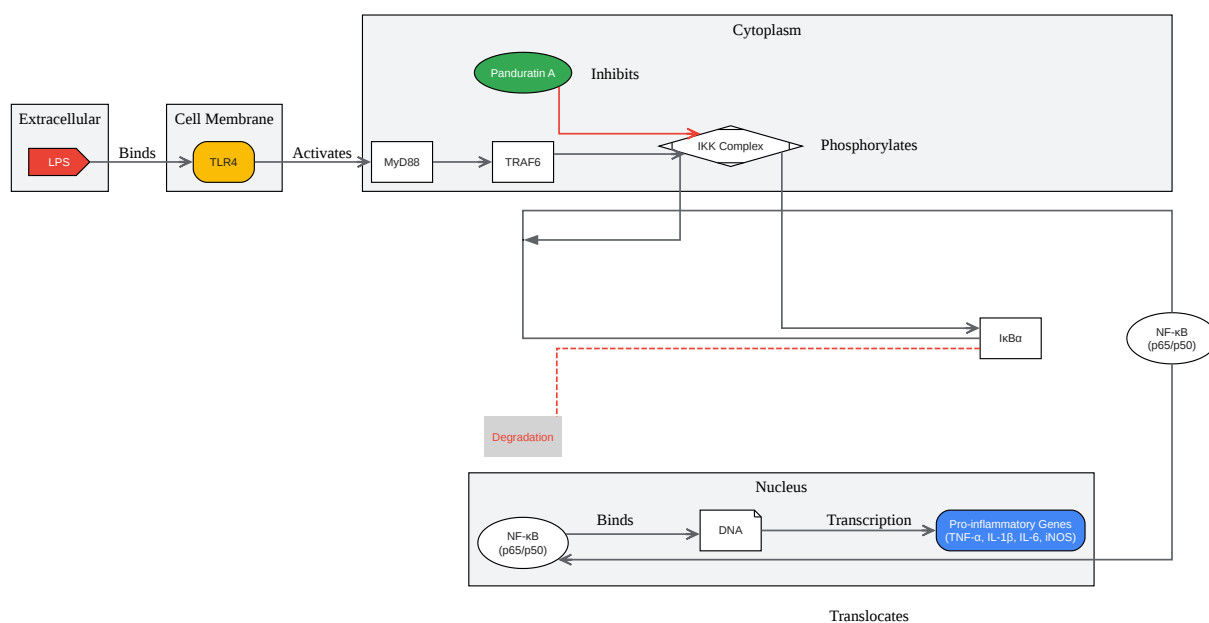 Cytoplasm
Panduratin A
Inhibits
Extracellular
Cell Membrane
LPS
Binds
TLR4
Activates
MyD88
TRAF6
IKK Complex
Phosphorylates
IκBα
NF-κB
(p65/p50)
Degradation
Nucleus
NF-κB
(p65/p50)
Binds
DNA
Transcription
Pro-inflammatory Genes
(TNF-α, IL-1β, IL-6, iNOS)
Translocates